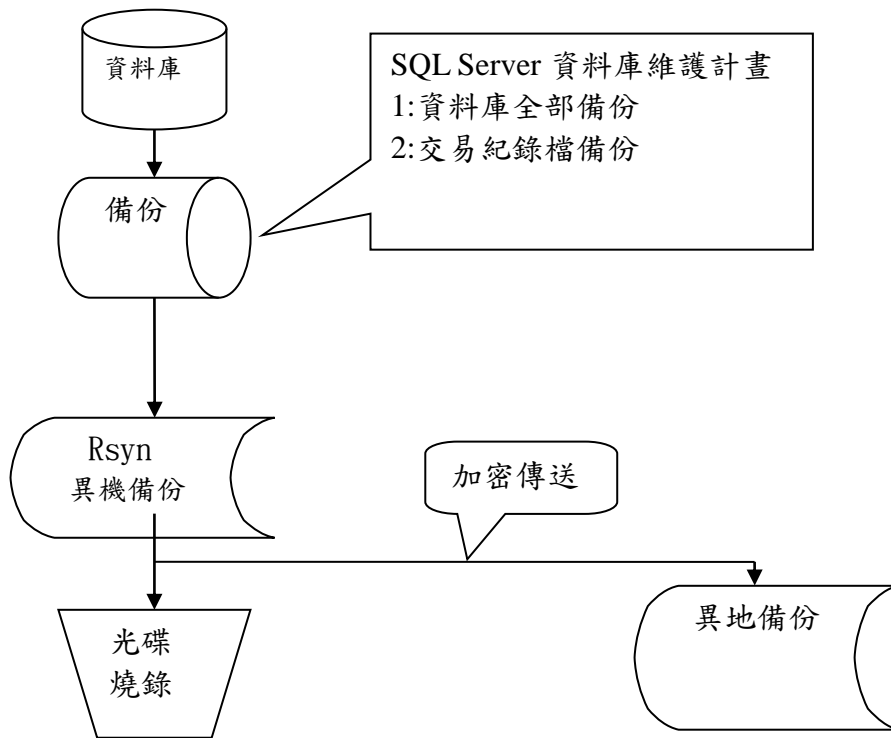 資料庫
SQL Server 資料庫維護計畫
1:資料庫全部備份
2:交易紀錄檔備份
備份
Rsyn
異機備份
加密傳送
光碟
燒錄
異地備份